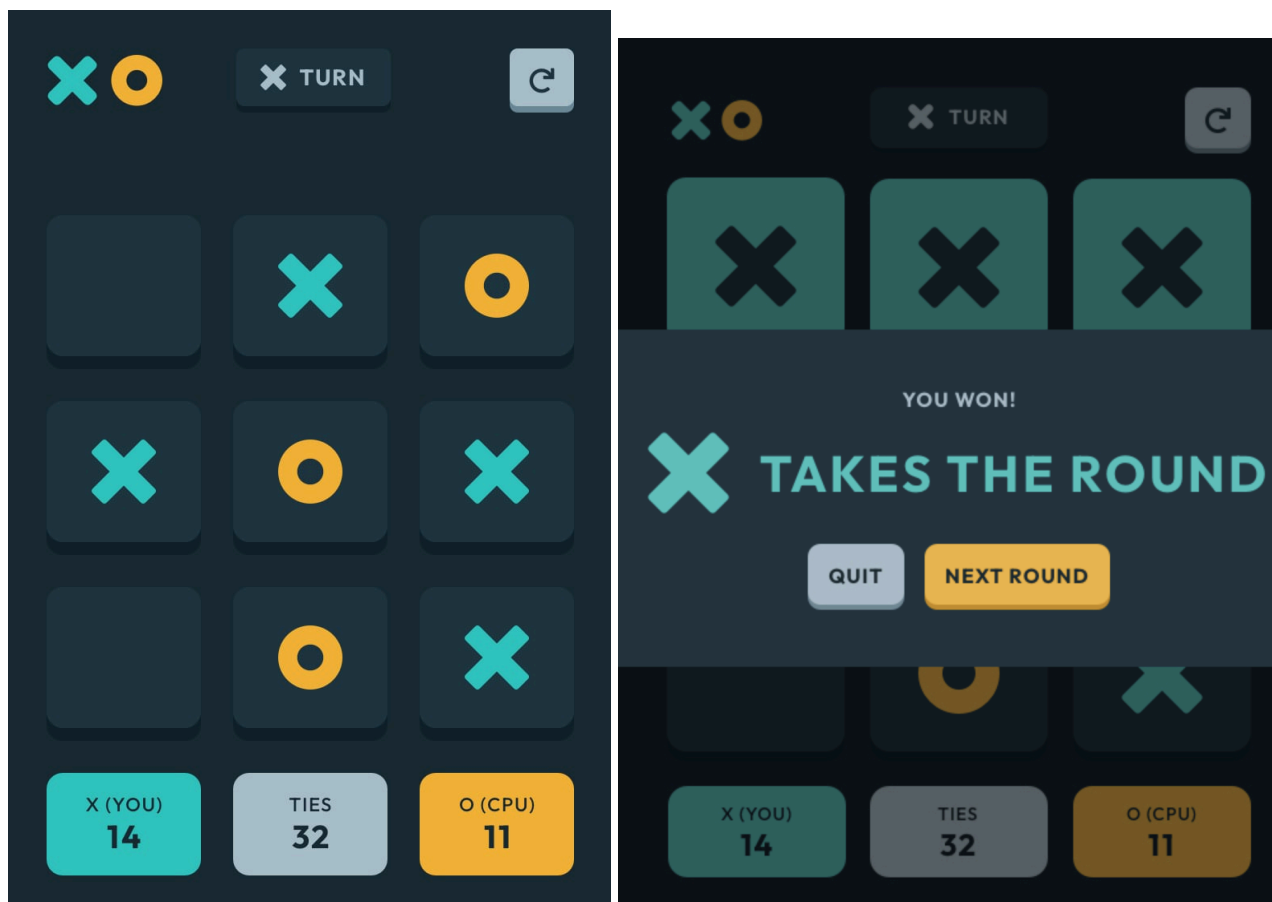 TURN
X (YOU)
14
TIES
32
O (CPU)
11
TURN
YOU WON!
TAKES THE ROUND
QUIT
NEXT ROUND
X (YOU)
14
TIES
32
O (CPU)
11